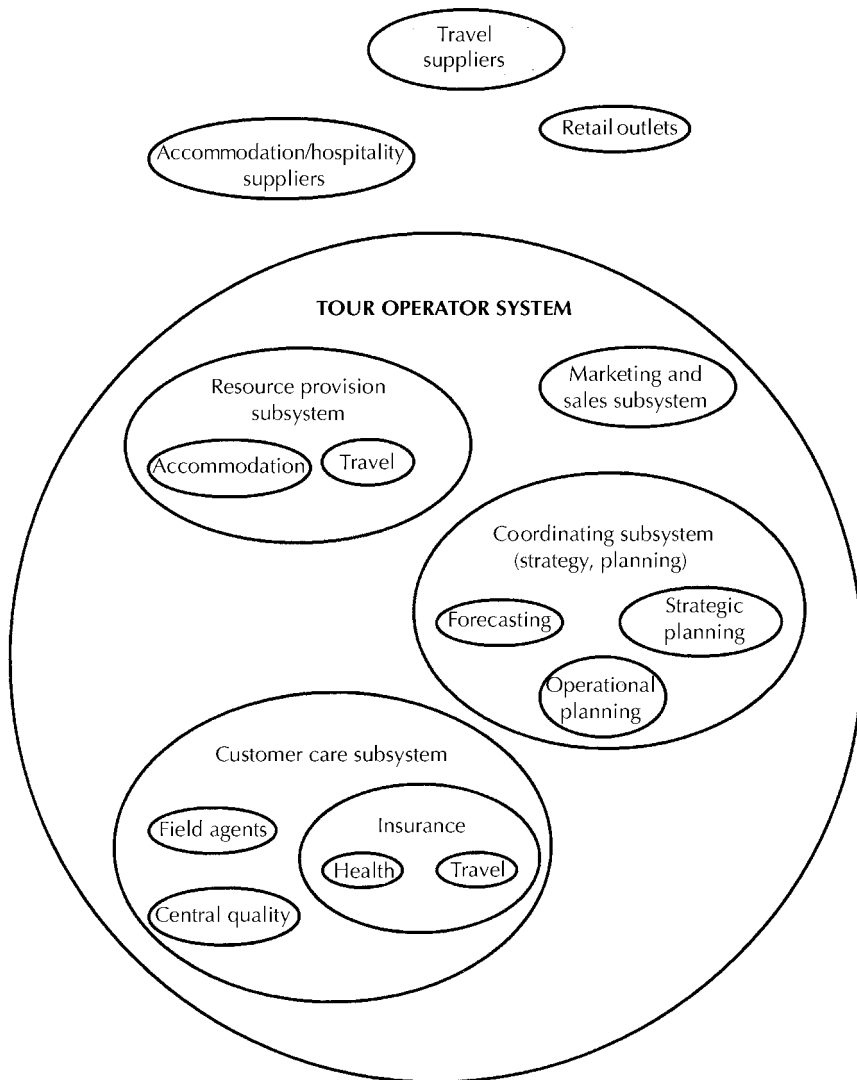 Travel
suppliers
Retail outlets
Accommodation/hospitality
suppliers
TOUR OPERATOR SYSTEM
Resource provision
subsystem
Accommodation
Travel
Marketing and
sales subsystem
Coordinating subsystem
(strategy, planning)
Forecasting
Strategic
planning
Operational
planning
Customer care subsystem
Field agents
Insurance
Health
Travel
Central quality